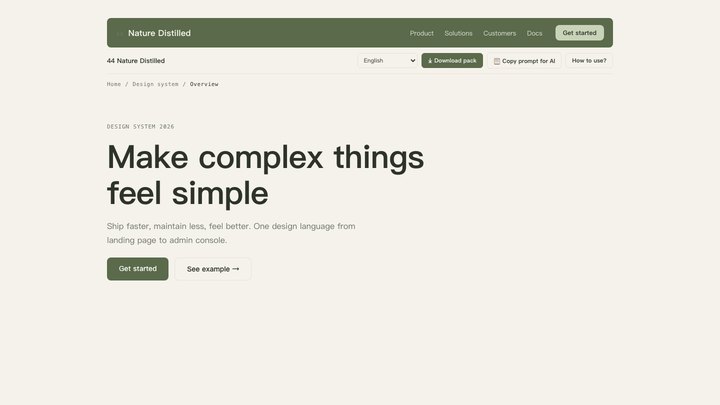 Nature Distilled
Product Solutions Customers Docs Get started
44 Nature Distilled
English
Download pack
Copy prompt for AI
How to use?
Home / Design system / Overview
DESIGN SYSTEM 2026
Make complex things
feel simple
Ship faster, maintain less, feel better. One design language from
landing page to admin console.
Get started
See example →